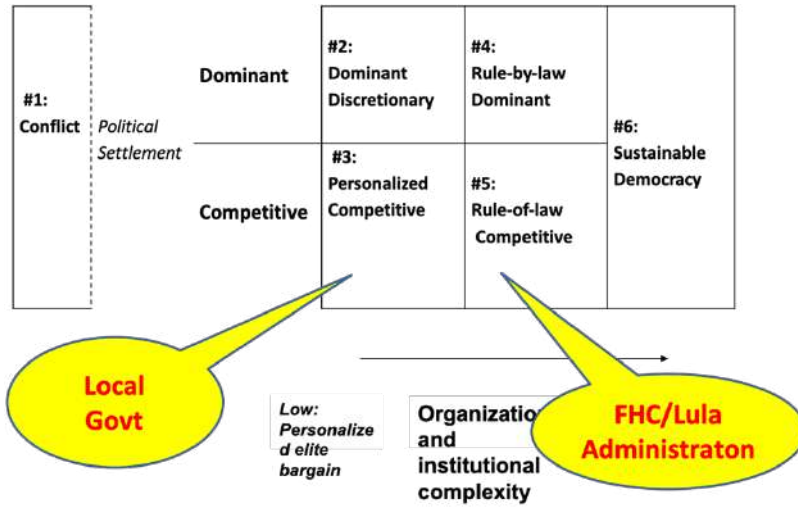 #1:
Conflict
Political
Settlement
Dominant
#2:
Dominant
Discretionary
#4:
Rule-by-law
Dominant
#6:
Sustainable
Democracy
Competitive
#3:
Personalized
Competitive
#5:
Rule-of-law
Competitive
Local
Govt
Low:
Personalize
d elite
bargain
and
institutional
complexity
FHC/Lula
Administraton